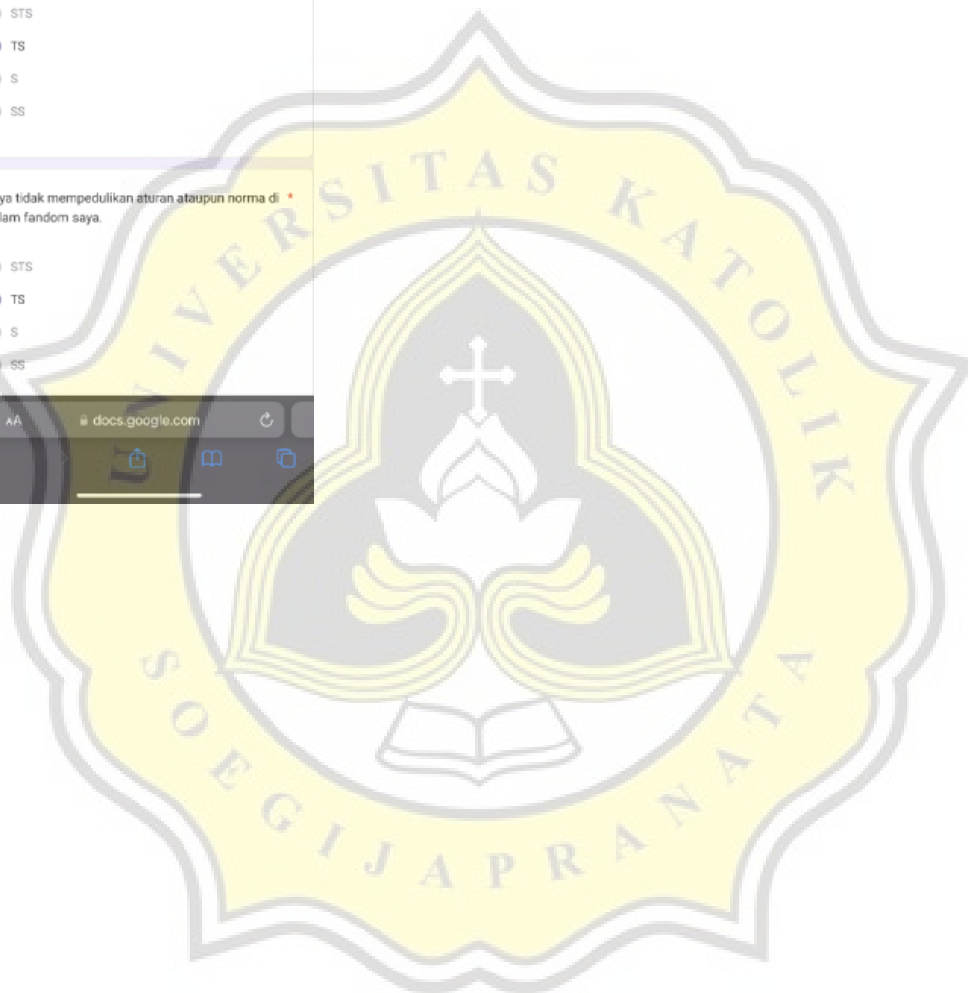 STS
TS
S
SS
ya tidak mempedulikan aturan ataupun norma di *
lam fandom saya.
STS
TS
S
SS
AA docs.google.com
UNIVERSITAS KATOLIK
SOEGIJAPRANATA